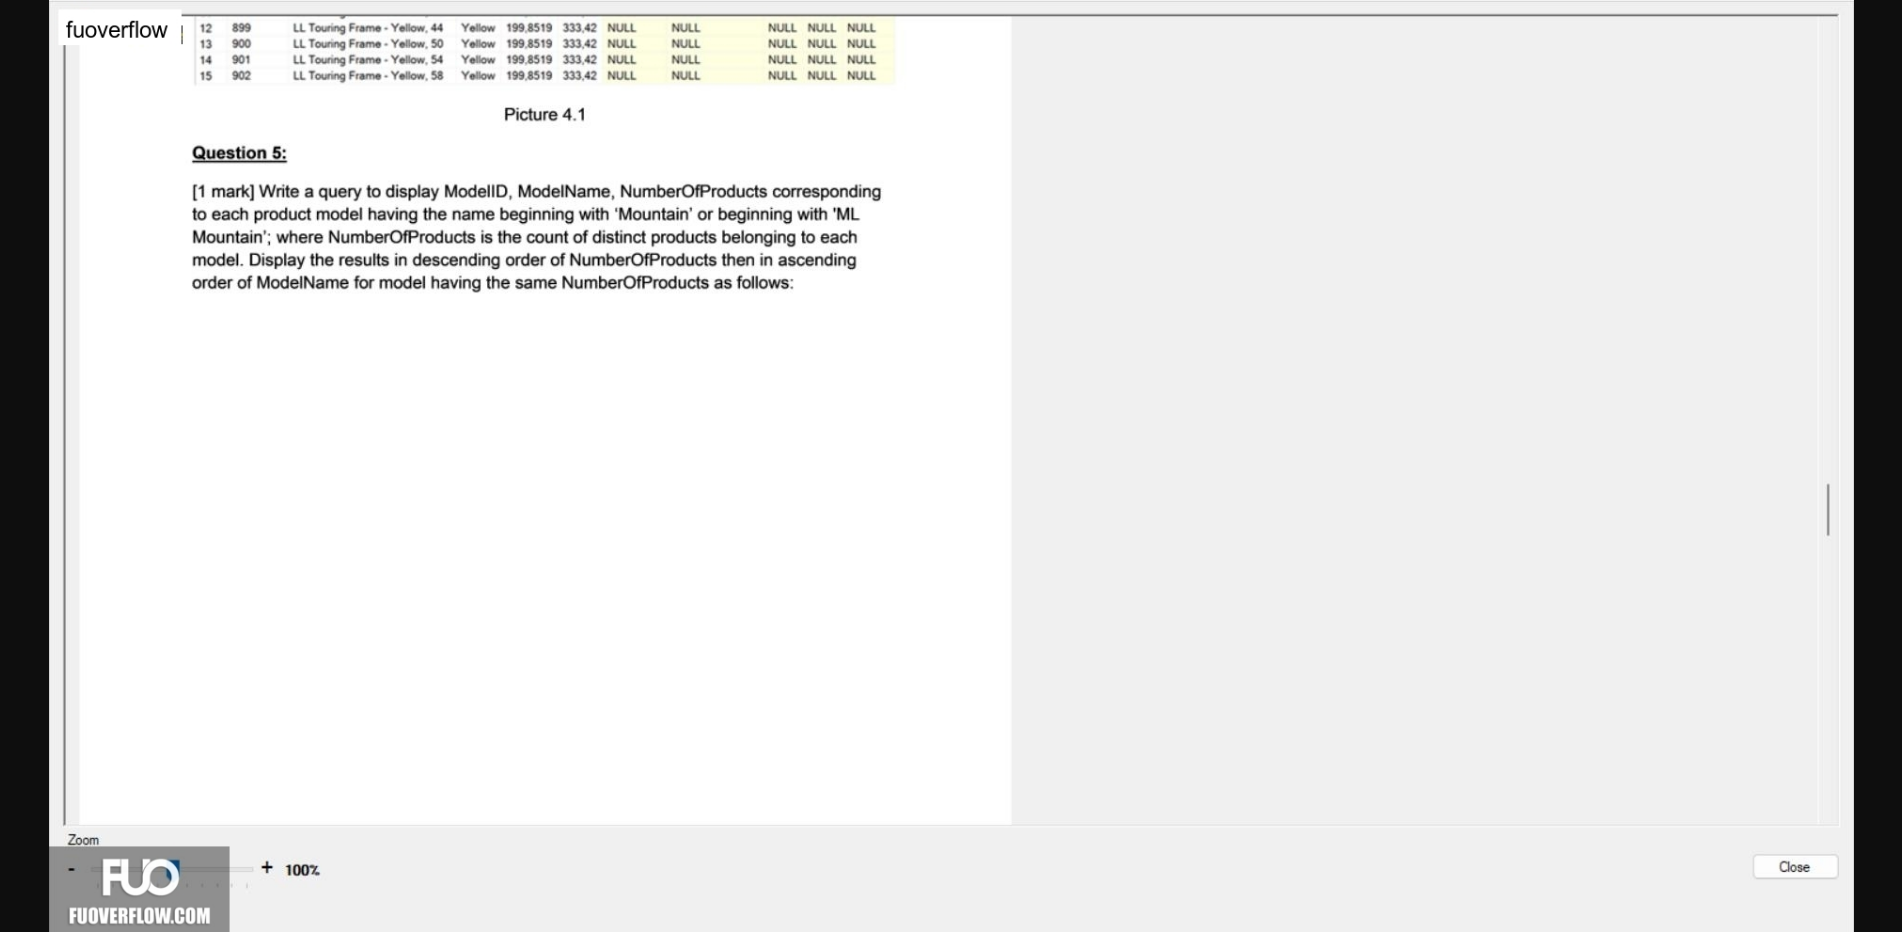 fuoverflow
12 899 LL Touring Frame - Yellow, 44 Yellow 199,8519 333,42 NULL NULL NULL NULL NULL
13 900 LL Touring Frame - Yellow, 50 Yellow 199,8519 333,42 NULL NULL NULL NULL NULL
14 901 LL Touring Frame - Yellow, 54 Yellow 199,8519 333,42 NULL NULL NULL NULL NULL
15 902 LL Touring Frame - Yellow, 58 Yellow 199,8519 333,42 NULL NULL NULL NULL NULL
Picture 4.1
Question 5:
[1 mark] Write a query to display ModelID, ModelName, NumberOfProducts corresponding
to each product model having the name beginning with ‘Mountain’ or beginning with 'ML
Mountain’; where NumberOfProducts is the count of distinct products belonging to each
model. Display the results in descending order of NumberOfProducts then in ascending
order of ModelName for model having the same NumberOfProducts as follows:
Zoom
- + 100%
Close
FUO
FUOVERFLOW.COM